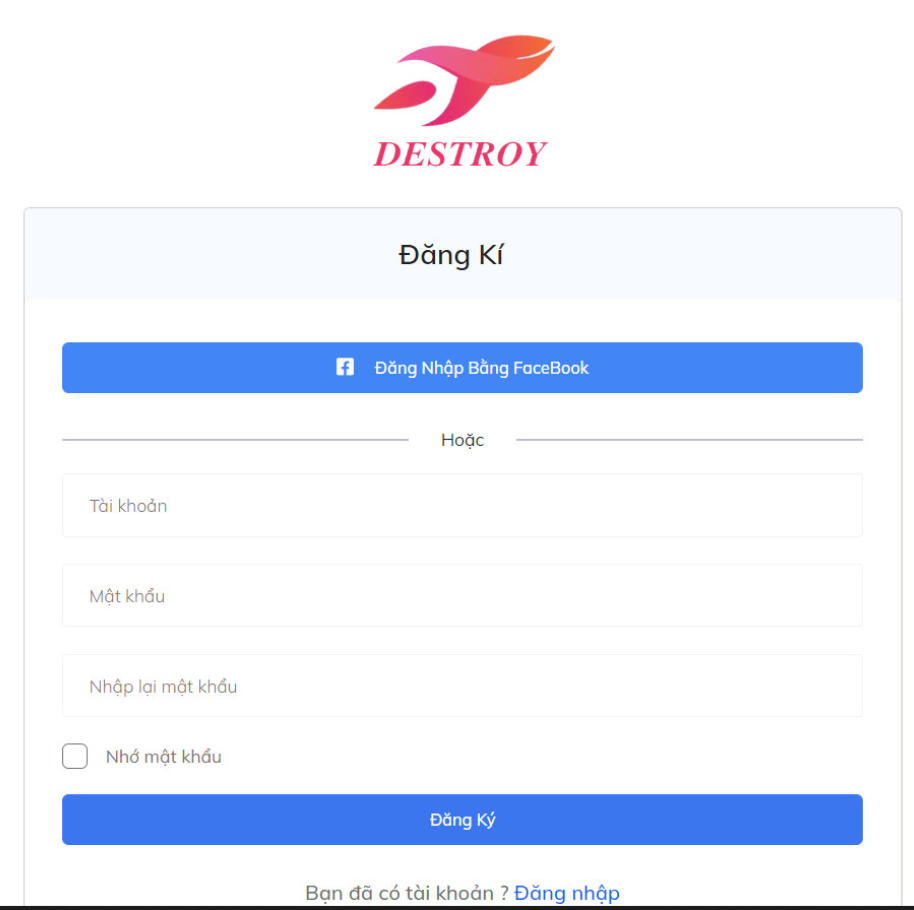 DESTROY
Đăng Kí
Đăng Nhập Bằng FaceBook
Hoặc
Tài khoản
Mật khẩu
Nhập lại mật khẩu
Nhớ mật khẩu
Đăng Ký
Bạn đã có tài khoản ? Đăng nhập